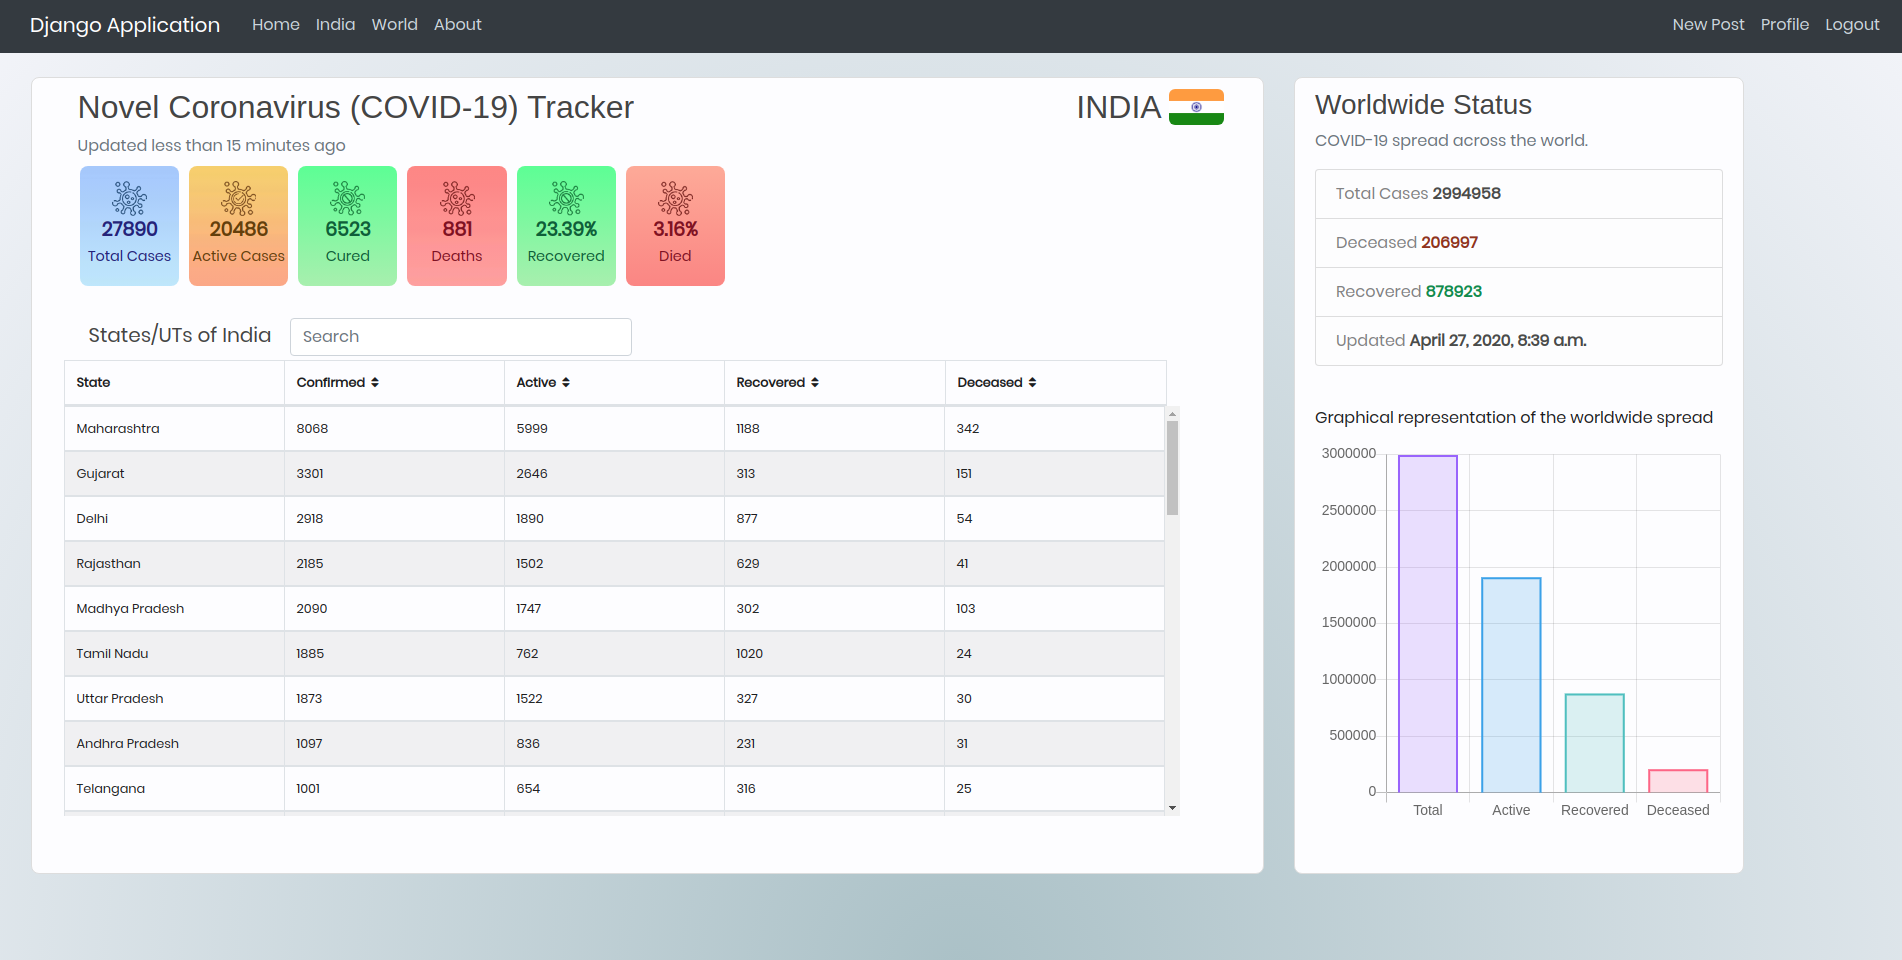 Django Application Home India World About New Post Profile Logout
Novel Coronavirus (COVID-19) Tracker INDIA
Updated less than 15 minutes ago
27890 20486 6523 881 23.39% 3.16%
Total Cases Active Cases Cured Deaths Recovered Died
States/UTs of India Search
State Confirmed Active Recovered Deceased
Maharashtra 8068 5999 1188 342
Gujarat 3301 2646 313 151
Delhi 2918 1890 877 54
Rajasthan 2185 1502 629 41
Madhya Pradesh 2090 1747 302 103
Tamil Nadu 1885 762 1020 24
Uttar Pradesh 1873 1522 327 30
Andhra Pradesh 1097 836 231 31
Telangana 1001 654 316 25
Worldwide Status
COVID-19 spread across the world.
Total Cases 2994958
Deceased 206997
Recovered 878923
Updated April 27, 2020, 8:39 a.m.
Graphical representation of the worldwide spread
3000000
2500000
2000000
1500000
1000000
500000
0
Total Active Recovered Deceased